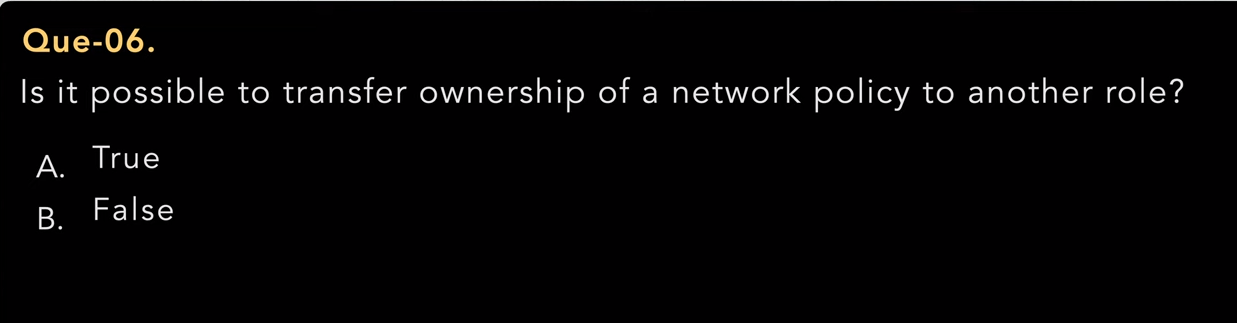 Que-06.
Is it possible to transfer ownership of a network policy to another role?
A. True
B. False